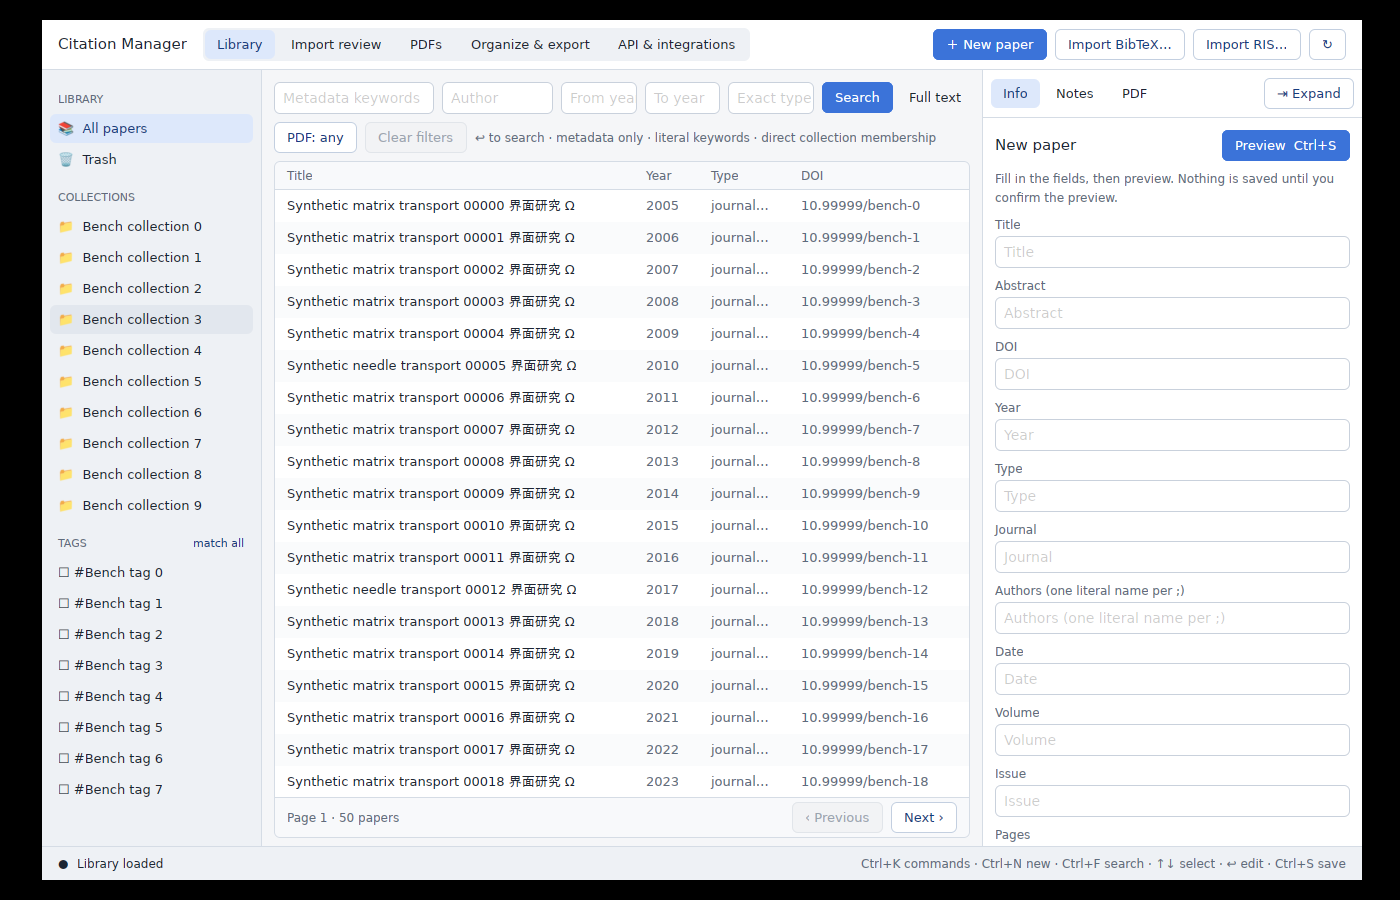 Citation Manager
Library
Import review
PDFs
Organize & export
API & integrations
+ New paper
Import BibTeX...
Import RIS...
↻
LIBRARY
📚 All papers
🗑️ Trash
COLLECTIONS
📁 Bench collection 0
📁 Bench collection 1
📁 Bench collection 2
📁 Bench collection 3
📁 Bench collection 4
📁 Bench collection 5
📁 Bench collection 6
📁 Bench collection 7
📁 Bench collection 8
📁 Bench collection 9
TAGS match all
☐ #Bench tag 0
☐ #Bench tag 1
☐ #Bench tag 2
☐ #Bench tag 3
☐ #Bench tag 4
☐ #Bench tag 5
☐ #Bench tag 6
☐ #Bench tag 7
Metadata keywords
Author
From yea
To year
Exact type
Search
Full text
PDF: any
Clear filters
↩ to search · metadata only · literal keywords · direct collection membership
Title Year Type DOI
Synthetic matrix transport 00000 界面研究 Ω 2005 journal... 10.99999/bench-0
Synthetic matrix transport 00001 界面研究 Ω 2006 journal... 10.99999/bench-1
Synthetic matrix transport 00002 界面研究 Ω 2007 journal... 10.99999/bench-2
Synthetic matrix transport 00003 界面研究 Ω 2008 journal... 10.99999/bench-3
Synthetic matrix transport 00004 界面研究 Ω 2009 journal... 10.99999/bench-4
Synthetic needle transport 00005 界面研究 Ω 2010 journal... 10.99999/bench-5
Synthetic matrix transport 00006 界面研究 Ω 2011 journal... 10.99999/bench-6
Synthetic matrix transport 00007 界面研究 Ω 2012 journal... 10.99999/bench-7
Synthetic matrix transport 00008 界面研究 Ω 2013 journal... 10.99999/bench-8
Synthetic matrix transport 00009 界面研究 Ω 2014 journal... 10.99999/bench-9
Synthetic matrix transport 00010 界面研究 Ω 2015 journal... 10.99999/bench-10
Synthetic matrix transport 00011 界面研究 Ω 2016 journal... 10.99999/bench-11
Synthetic needle transport 00012 界面研究 Ω 2017 journal... 10.99999/bench-12
Synthetic matrix transport 00013 界面研究 Ω 2018 journal... 10.99999/bench-13
Synthetic matrix transport 00014 界面研究 Ω 2019 journal... 10.99999/bench-14
Synthetic matrix transport 00015 界面研究 Ω 2020 journal... 10.99999/bench-15
Synthetic matrix transport 00016 界面研究 Ω 2021 journal... 10.99999/bench-16
Synthetic matrix transport 00017 界面研究 Ω 2022 journal... 10.99999/bench-17
Synthetic matrix transport 00018 界面研究 Ω 2023 journal... 10.99999/bench-18
Page 1 · 50 papers
‹ Previous
Next ›
Info
Notes
PDF
⇥ Expand
New paper
Preview Ctrl+S
Fill in the fields, then preview. Nothing is saved until you
confirm the preview.
Title
Title
Abstract
Abstract
DOI
DOI
Year
Year
Type
Type
Journal
Journal
Authors (one literal name per ;)
Authors (one literal name per ;)
Date
Date
Volume
Volume
Issue
Issue
Pages
● Library loaded
Ctrl+K commands · Ctrl+N new · Ctrl+F search · ↑↓ select · ↩ edit · Ctrl+S save